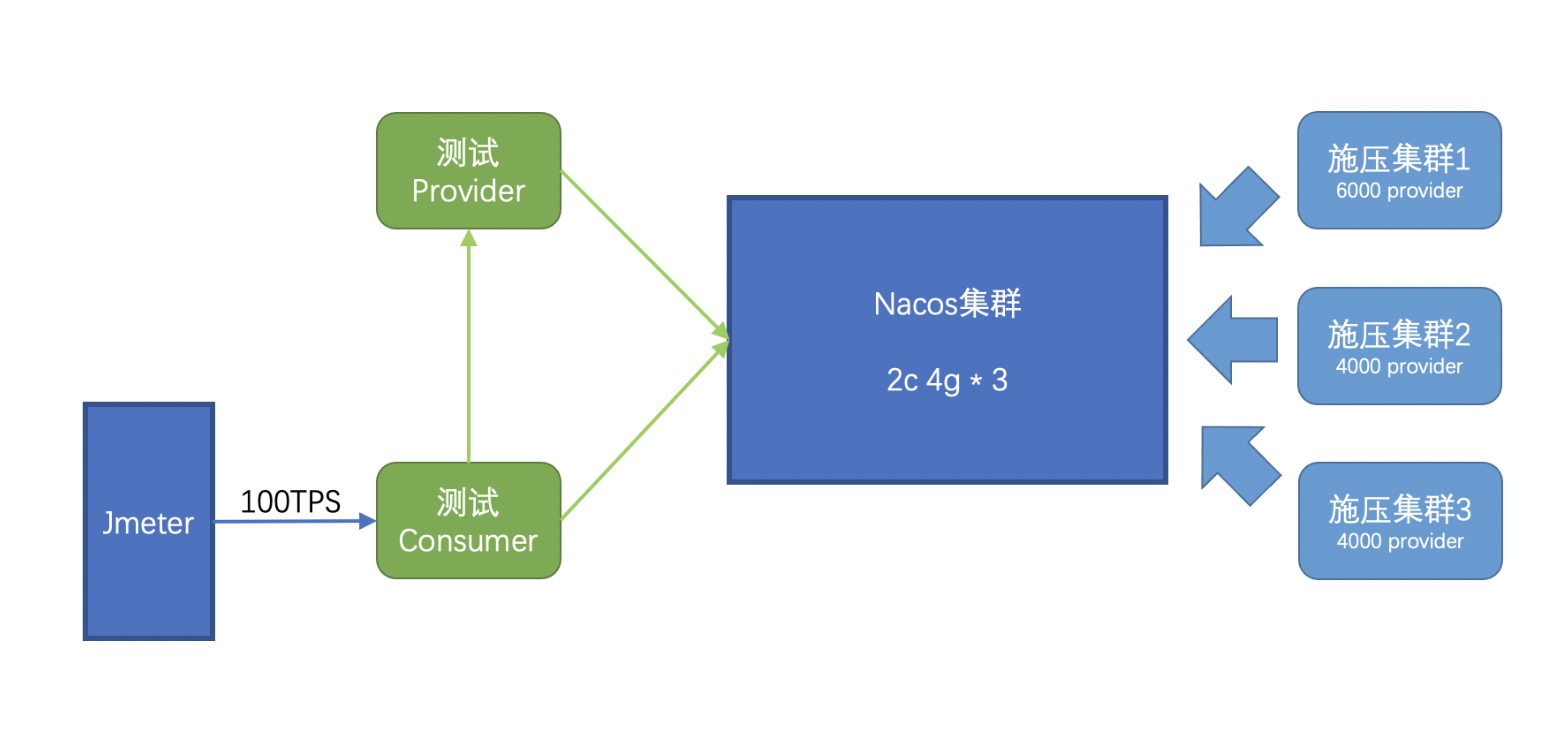 测试
Provider
施压集群1
6000 provider
Nacos集群
2c 4g * 3
施压集群2
4000 provider
Jmeter
100TPS
测试
Consumer
施压集群3
4000 provider